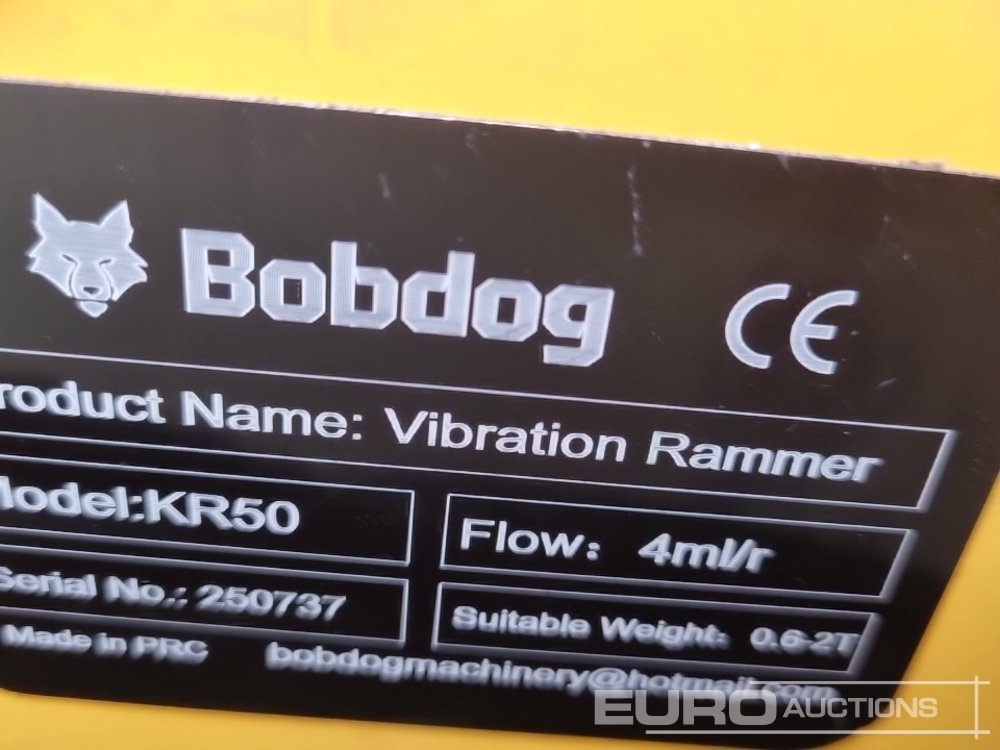 Bobdog CE
roduct Name: Vibration Rammer
Model:KR50
Flow: 4ml/r
Serial No.: 250737
Suitable Weight: 0.6-2T
Made in PRC bobdogmachinery@hotmail.com
EURO AUCTIONS